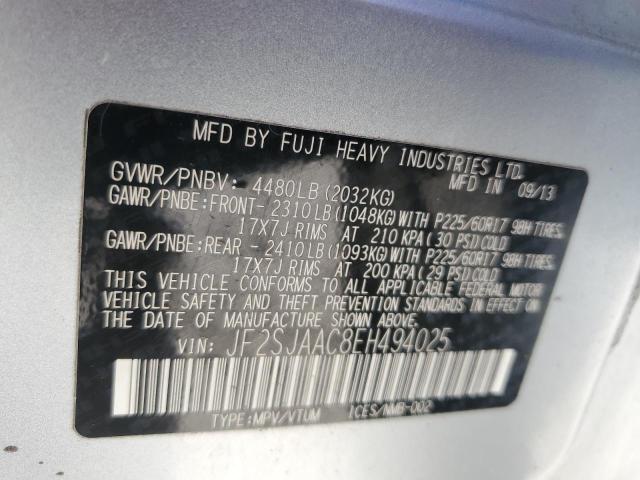 MFD BY FUJI HEAVY INDUSTRIES LTD.
MFD IN 09/13
GVWR/PNBV: 4480LB(2032KG)
GAWR/PNBE:FRONT-2310LB(1048KG)WITH P225/60R17 98H TIRES,
17X7J RIMS AT 210 KPA(30 PSI)COLD
GAWR/PNBE:REAR -2410LB(1093KG)WITH P225/60R17 98H TIRES,
17X7J RIMS AT 200 KPA(29 PSI)COLD
THIS VEHICLE CONFORMS TO ALL APPLICABLE FEDERAL MOTOR
VEHICLE SAFETY AND THEFT PREVENTION STANDARDS IN EFFECT ON
THE DATE OF MANUFACTURE SHOWN ABOVE.
VIN: JF2SJAAC8EH494025
TYPE:MPV/VTUM ICES/NMB-002